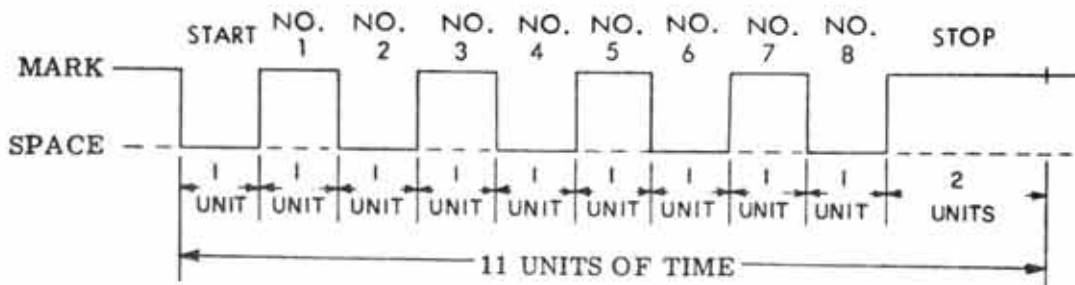 START NO. 1 NO. 2 NO. 3 NO. 4 NO. 5 NO. 6 NO. 7 NO. 8 STOP
MARK
SPACE
1 UNIT 1 UNIT 1 UNIT 1 UNIT 1 UNIT 1 UNIT 1 UNIT 1 UNIT 1 UNIT 2 UNITS
11 UNITS OF TIME